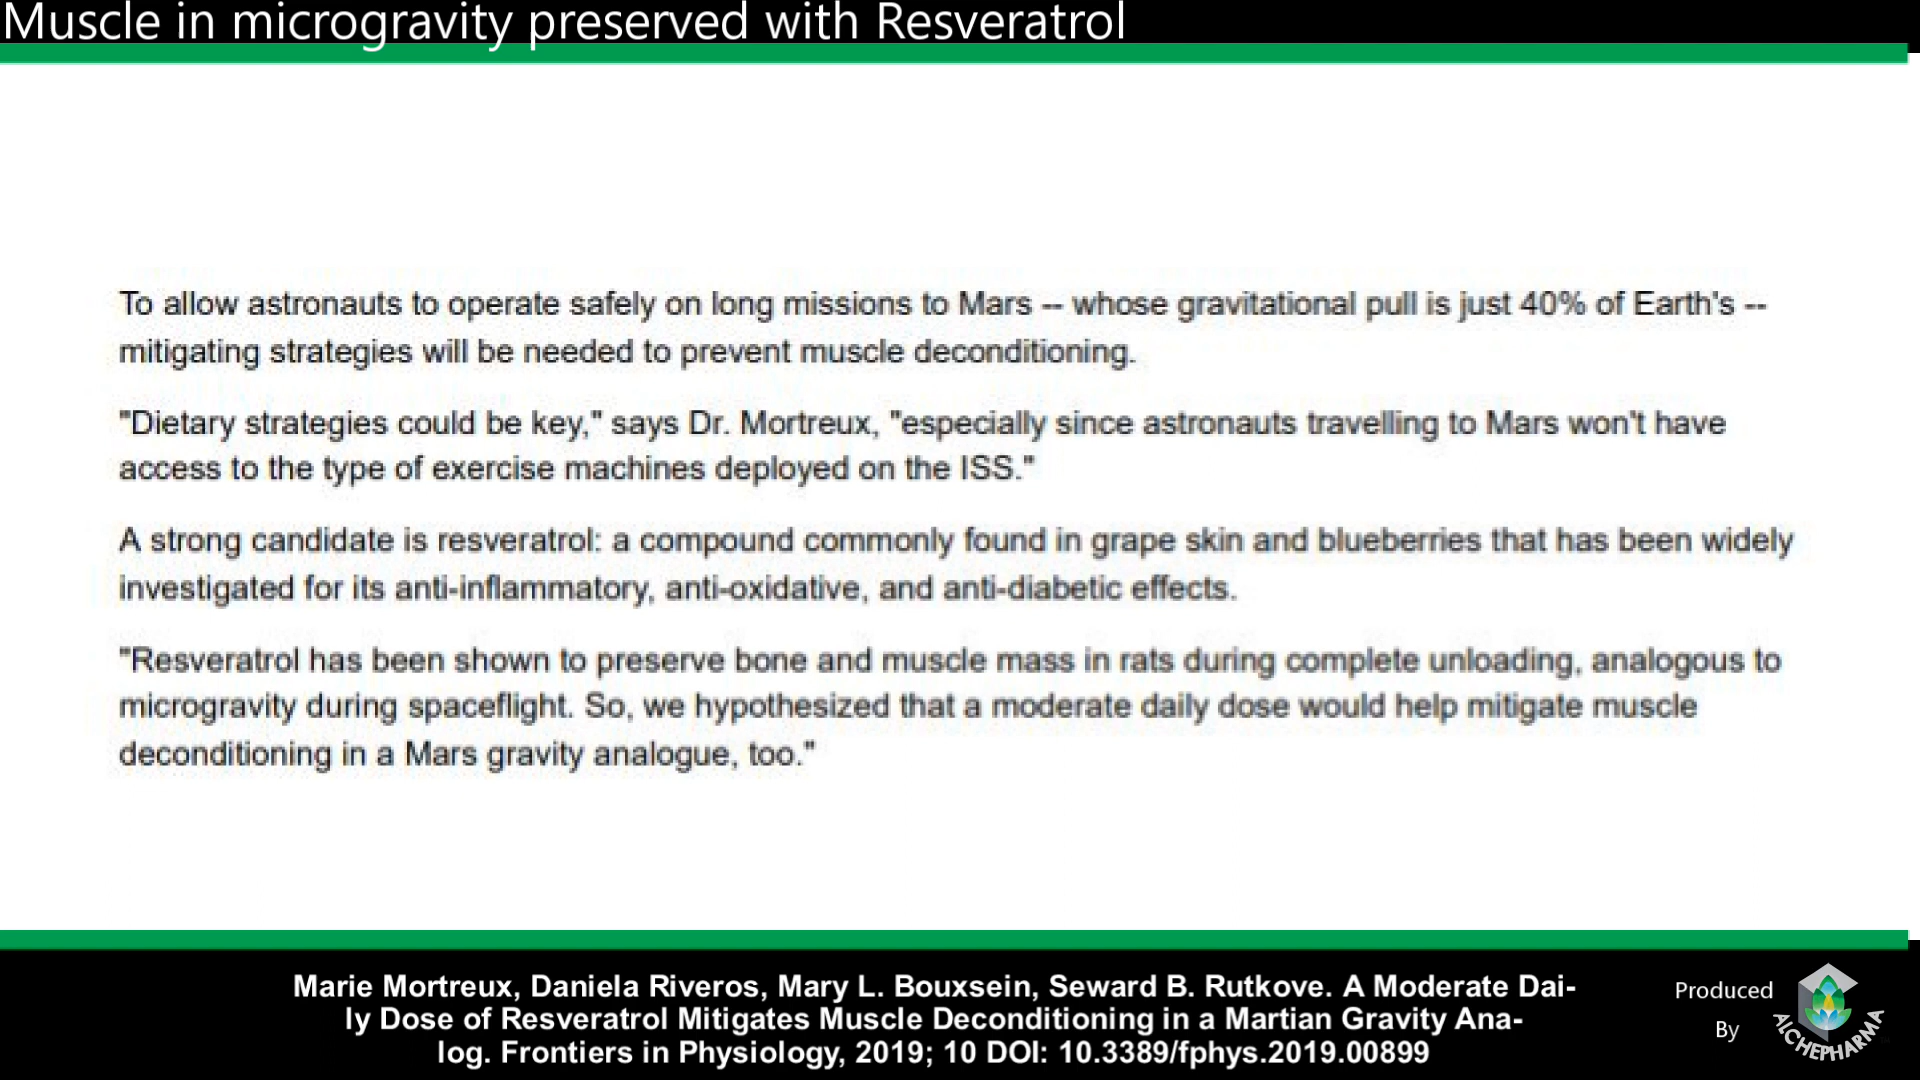 Muscle in microgravity preserved with Resveratrol
To allow astronauts to operate safely on long missions to Mars -- whose gravitational pull is just 40% of Earth's --
mitigating strategies will be needed to prevent muscle deconditioning.
"Dietary strategies could be key," says Dr. Mortreux, "especially since astronauts travelling to Mars won't have
access to the type of exercise machines deployed on the ISS."
A strong candidate is resveratrol: a compound commonly found in grape skin and blueberries that has been widely
investigated for its anti-inflammatory, anti-oxidative, and anti-diabetic effects.
"Resveratrol has been shown to preserve bone and muscle mass in rats during complete unloading, analogous to
microgravity during spaceflight. So, we hypothesized that a moderate daily dose would help mitigate muscle
deconditioning in a Mars gravity analogue, too."
Marie Mortreux, Daniela Riveros, Mary L. Bouxsein, Seward B. Rutkove. A Moderate Dai-
ly Dose of Resveratrol Mitigates Muscle Deconditioning in a Martian Gravity Ana-
log. Frontiers in Physiology, 2019; 10 DOI: 10.3389/fphys.2019.00899
Produced
By
ALCHEPHARMA